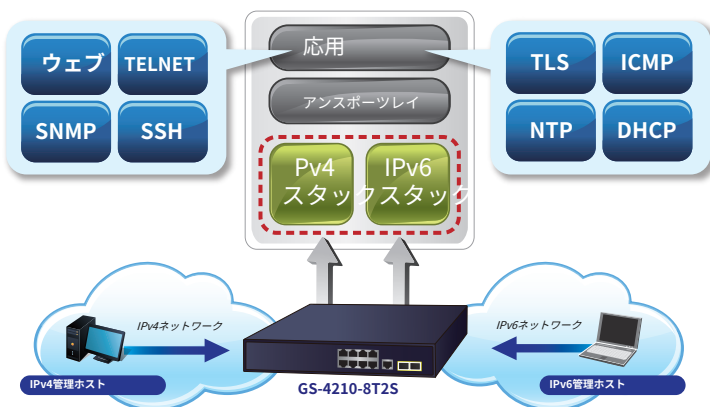 ウェブ
TELNET
SNMP
SSH
応用
アンスポーツレイ
Pv4
スタック
IPv6
スタック
TLS
ICMP
NTP
DHCP
IPv4ネットワーク
IPv4管理ホスト
GS-4210-8T2S
IPv6ネットワーク
IPv6管理ホスト